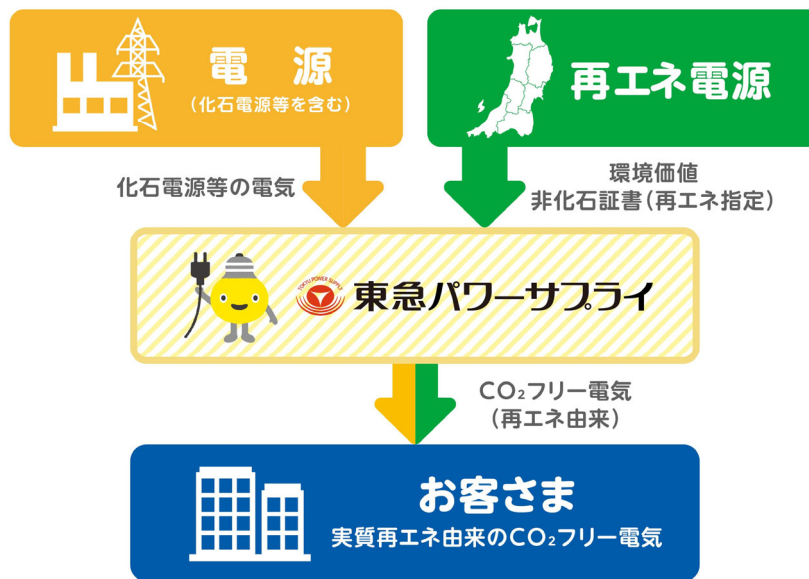 電 源
(化石電源等を含む)
再エネ電源
化石電源等の電気
環境価値
非化石証書(再エネ指定)
TOKYU POWER SUPPLY
東急パワーサプライ
CO₂フリー電気
(再エネ由来)
お客さま
実質再エネ由来のCO₂フリー電気